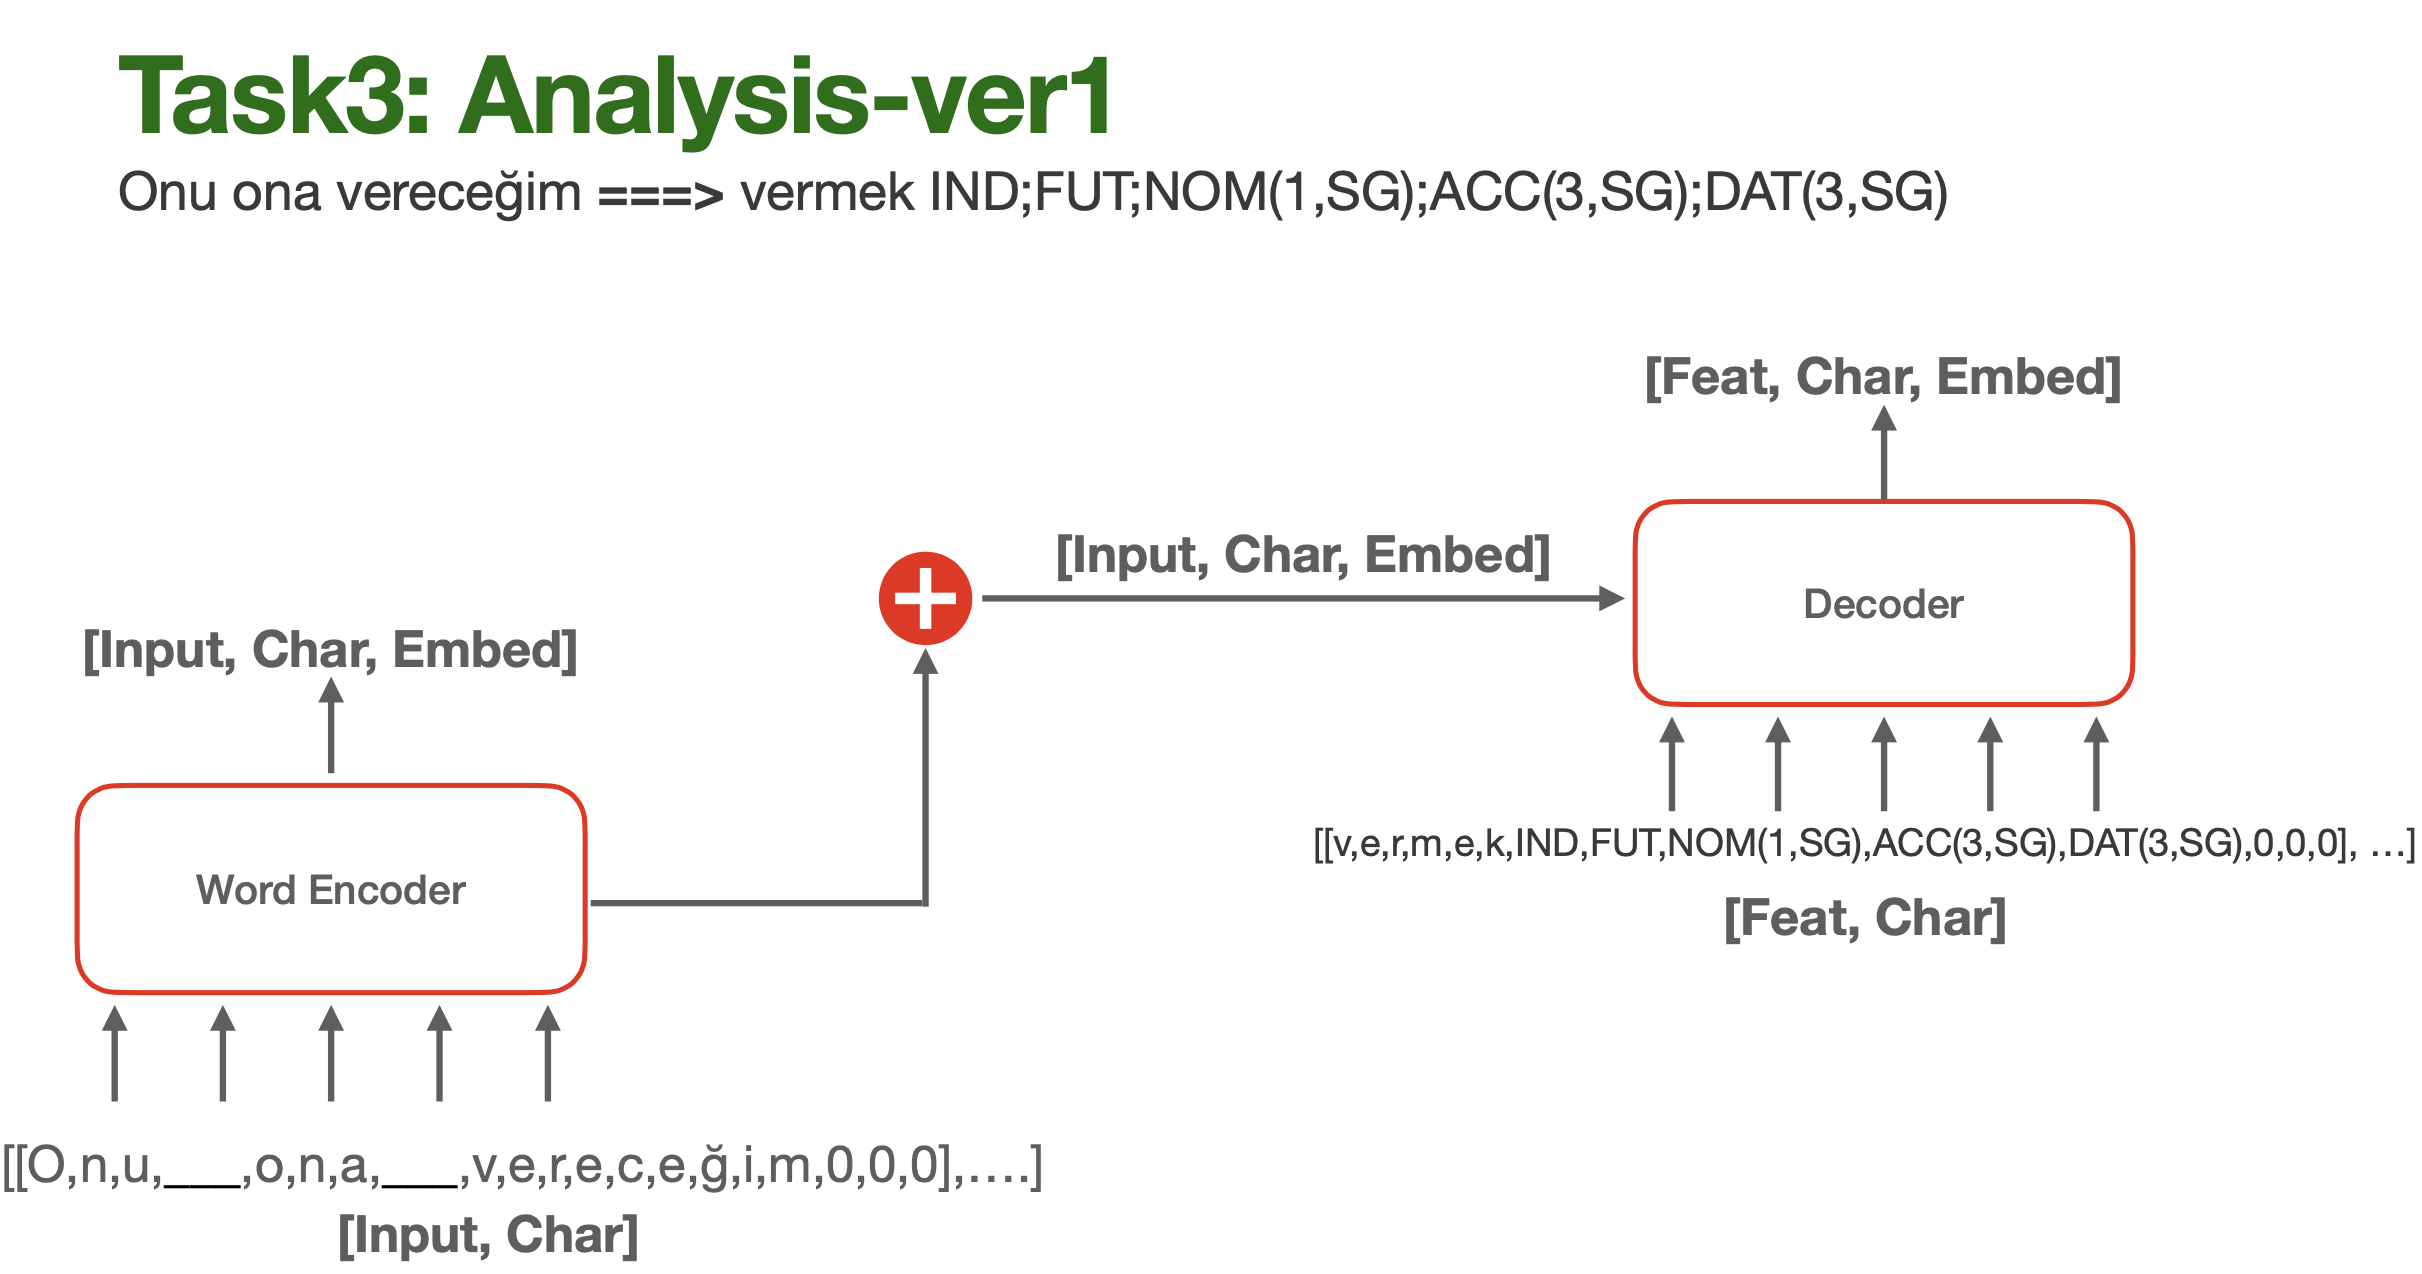 Task3: Analysis-ver1
Onu ona vereceğim ===> vermek IND;FUT;NOM(1,SG);ACC(3,SG);DAT(3,SG)
[Feat, Char, Embed]
[Input, Char, Embed]
Decoder
[Input, Char, Embed]
Word Encoder
[[v,e,r,m,e,k,IND,FUT,NOM(1,SG),ACC(3,SG),DAT(3,SG),0,0,0], …]
[Feat, Char]
[[O,n,u,___,o,n,a,___,v,e,r,e,c,e,ğ,i,m,0,0,0],….]
[Input, Char]